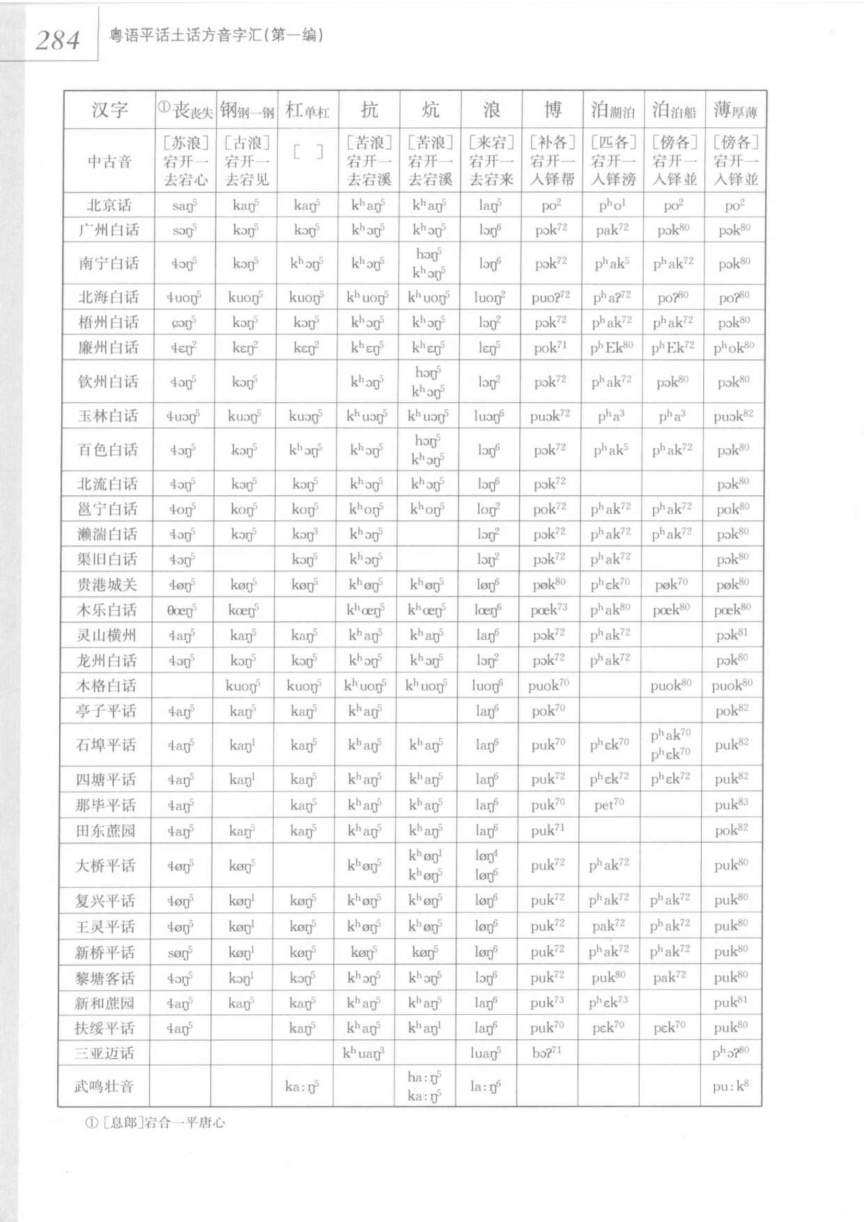 284 粤语平话土话方音字汇(第一编)
汉字 ①丧丧失 钢钢一钢 杠单杠 抗 炕 浪 博 泊湖泊 泊泊船 薄厚薄
中古音 [苏浪]宕开一去宕心 [古浪]宕开一去宕见 [ ] [苦浪]宕开一去宕溪 [苦浪]宕开一去宕溪 [来宕]宕开一去宕来 [补各]宕开一入铎帮 [匹各]宕开一入铎滂 [傍各]宕开一入铎並 [傍各]宕开一入铎並
北京话 saŋ⁵ kaŋ⁵ kaŋ⁵ kʰaŋ⁵ kʰaŋ⁵ laŋ⁵ po² pʰo¹ po² po²
广州白话 sɔŋ⁵ kɔŋ⁵ kɔŋ⁵ kʰɔŋ⁵ kʰɔŋ⁵ lɔŋ⁶ pɔk⁷² pak⁷² pɔk⁸⁰ pɔk⁸⁰
南宁白话 ɬɔŋ⁵ kɔŋ⁵ kʰɔŋ⁵ kʰɔŋ⁵ hɔŋ⁵ kʰɔŋ⁵ lɔŋ⁶ pɔk⁷² pʰak⁵ pʰak⁷² pɔk⁸⁰
北海白话 ɬuoŋ⁵ kuoŋ⁵ kuoŋ⁵ kʰuoŋ⁵ kʰuoŋ⁵ luoŋ² puoʔ⁷² pʰaʔ⁷² poʔ⁸⁰ poʔ⁸⁰
梧州白话 ɕɔŋ⁵ kɔŋ⁵ kɔŋ⁵ kʰɔŋ⁵ kʰɔŋ⁵ lɔŋ² pɔk⁷² pʰak⁷² pʰak⁷² pɔk⁸⁰
廉州白话 ɬɛŋ² kɛŋ² kɛŋ² kʰɛŋ⁵ kʰɛŋ⁵ lɛŋ⁵ pok⁷¹ pʰEk⁸⁰ pʰEk⁷² pʰok⁸⁰
钦州白话 ɬɔŋ⁵ kɔŋ⁵ kʰɔŋ⁵ hɔŋ⁵ kʰɔŋ⁵ lɔŋ² pɔk⁷² pʰak⁷² pɔk⁸⁰ pɔk⁸⁰
玉林白话 ɬuɔŋ⁵ kuɔŋ⁵ kuɔŋ⁵ kʰuɔŋ⁵ kʰuɔŋ⁵ luɔŋ⁶ puɔk⁷² pʰa³ pʰa³ puɔk⁸²
百色白话 ɬɔŋ⁵ kɔŋ⁵ kʰɔŋ⁵ kʰɔŋ⁵ hɔŋ⁵ kʰɔŋ⁵ lɔŋ⁶ pɔk⁷² pʰak⁵ pʰak⁷² pɔk⁸⁰
北流白话 ɬɔŋ⁵ kɔŋ⁵ kɔŋ⁵ kʰɔŋ⁵ kʰɔŋ⁵ lɔŋ⁶ pɔk⁷² pɔk⁸⁰
邕宁白话 ɬoŋ⁵ koŋ⁵ koŋ⁵ kʰoŋ⁵ kʰoŋ⁵ loŋ² pok⁷² pʰak⁷² pʰak⁷² pok⁸⁰
濑湍白话 ɬɔŋ⁵ kɔŋ⁵ kɔŋ³ kʰɔŋ⁵ lɔŋ² pɔk⁷² pʰak⁷² pʰak⁷² pɔk⁸⁰
渠旧白话 ɬɔŋ⁵ kɔŋ⁵ kʰɔŋ⁵ lɔŋ² pɔk⁷² pʰak⁷² pɔk⁸⁰
贵港城关 ɬøŋ⁵ køŋ⁵ køŋ⁵ kʰøŋ⁵ kʰøŋ⁵ løŋ⁶ pøk⁸⁰ pʰɛk⁷⁰ pøk⁷⁰ pøk⁸⁰
木乐白话 θœŋ⁵ kœŋ⁵ kʰœŋ⁵ kʰœŋ⁵ lœŋ⁶ pœk⁷³ pʰak⁸⁰ pœk⁸⁰ pœk⁸⁰
灵山横州 ɬaŋ⁵ kaŋ⁵ kaŋ⁵ kʰaŋ⁵ kʰaŋ⁵ laŋ⁶ pɔk⁷² pʰak⁷² pɔk⁸¹
龙州白话 ɬɔŋ⁵ kɔŋ⁵ kɔŋ⁵ kʰɔŋ⁵ kʰɔŋ⁵ lɔŋ² pɔk⁷² pʰak⁷² pɔk⁸⁰
木格白话 kuoŋ⁵ kuoŋ⁵ kʰuoŋ⁵ kʰuoŋ⁵ luoŋ⁶ puok⁷⁰ puok⁸⁰ puok⁸⁰
亭子平话 ɬaŋ⁵ kaŋ⁵ kaŋ⁵ kʰaŋ⁵ laŋ⁶ pok⁷⁰ pok⁸²
石埠平话 ɬaŋ⁵ kaŋ¹ kaŋ⁵ kʰaŋ⁵ kʰaŋ⁵ laŋ⁶ puk⁷⁰ pʰɛk⁷⁰ pʰak⁷⁰ pʰɛk⁷⁰ puk⁸²
四塘平话 ɬaŋ⁵ kaŋ¹ kaŋ⁵ kʰaŋ⁵ kʰaŋ⁵ laŋ⁶ puk⁷² pʰɛk⁷² pʰɛk⁷² puk⁸²
那毕平话 ɬaŋ⁵ kaŋ⁵ kʰaŋ⁵ kʰaŋ⁵ laŋ⁶ puk⁷⁰ pet⁷⁰ puk⁸³
田东蔗园 ɬaŋ⁵ kaŋ⁵ kaŋ⁵ kʰaŋ⁵ kʰaŋ⁵ laŋ⁶ puk⁷¹ pok⁸²
大桥平话 ɬøŋ⁵ køŋ⁵ kʰøŋ⁵ kʰøŋ¹ kʰøŋ⁵ løŋ⁴ løŋ⁶ puk⁷² pʰak⁷² puk⁸⁰
复兴平话 ɬøŋ⁵ køŋ¹ køŋ⁵ kʰøŋ⁵ kʰøŋ⁵ løŋ⁶ puk⁷² pʰak⁷² pʰak⁷² puk⁸⁰
王灵平话 ɬøŋ⁵ køŋ¹ køŋ⁵ kʰøŋ⁵ kʰøŋ⁵ løŋ⁶ puk⁷² pak⁷² pʰak⁷² puk⁸⁰
新桥平话 søŋ⁵ køŋ¹ køŋ⁵ køŋ⁵ køŋ⁵ løŋ⁶ puk⁷² pʰak⁷² pʰak⁷² puk⁸⁰
黎塘客话 ɬɔŋ⁵ kɔŋ¹ kɔŋ⁵ kʰɔŋ⁵ kʰɔŋ⁵ lɔŋ⁶ puk⁷² puk⁸⁰ pak⁷² puk⁸⁰
新和蔗园 ɬaŋ⁵ kaŋ⁵ kaŋ⁵ kʰaŋ⁵ kʰaŋ⁵ laŋ⁶ puk⁷³ pʰɛk⁷³ puk⁸¹
扶绥平话 ɬaŋ⁵ kaŋ⁵ kʰaŋ⁵ kʰaŋ¹ laŋ⁶ puk⁷⁰ pɛk⁷⁰ pɛk⁷⁰ puk⁸⁰
三亚迈话 kʰuaŋ³ luaŋ⁵ bɔʔ⁷¹ pʰɔʔ⁸⁰
武鸣壮音 ka:ŋ⁵ ha:ŋ⁵ ka:ŋ⁵ la:ŋ⁶ pu:k⁸
①[息郎]宕合一平唐心